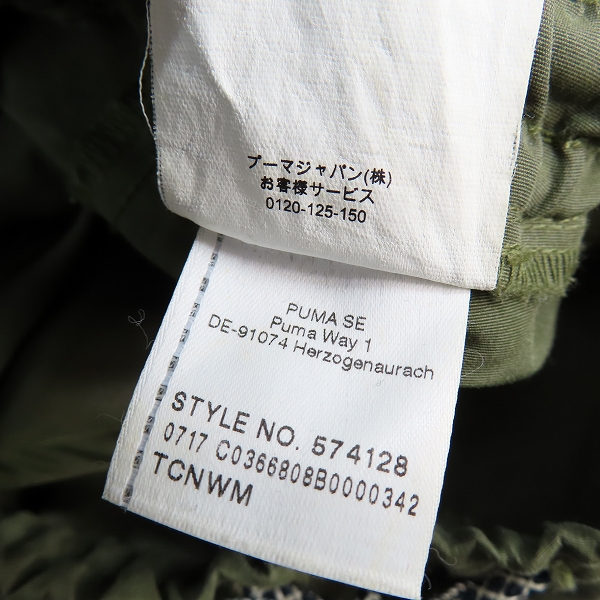 プーマジャパン(株)
お客様サービス
0120-125-150
PUMA SE
Puma Way 1
DE-91074 Herzogenaurach
STYLE NO. 574128
0717 C0366808B0000342
TCNWM